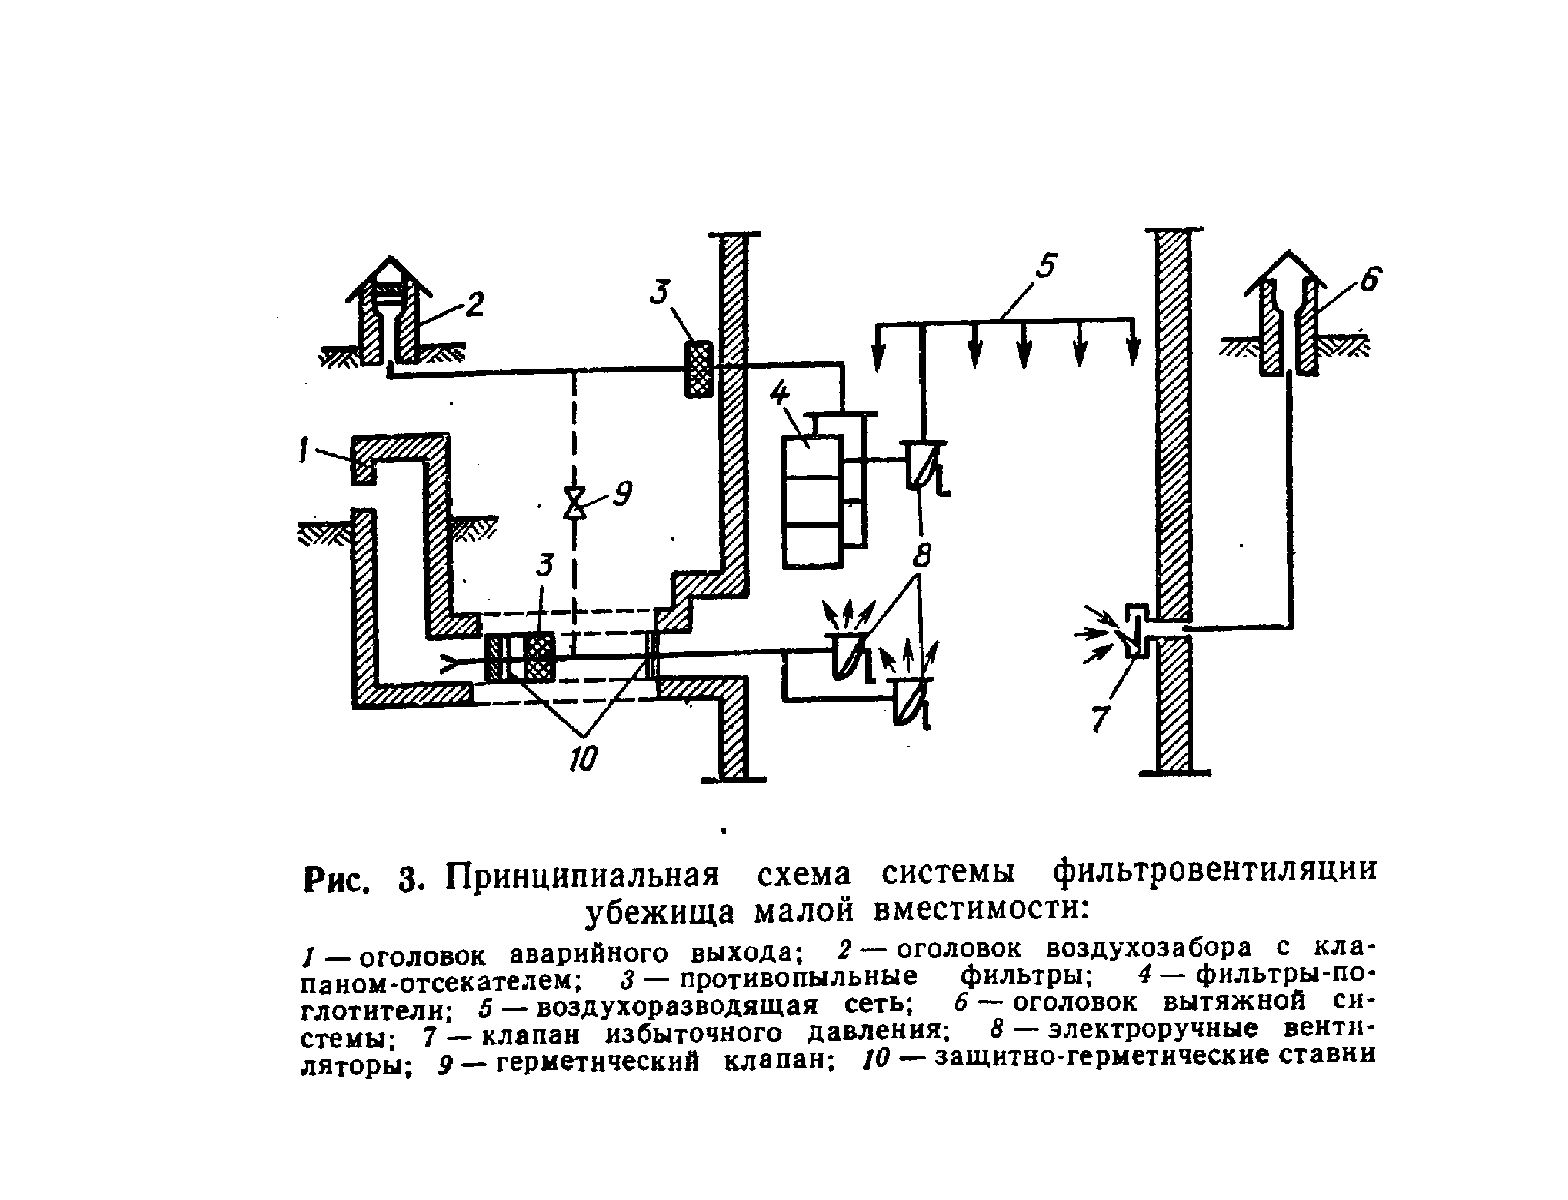 2
3
5
6
4
1
9
3
8
7
10
Рис. 3. Принципиальная схема системы фильтровентиляции
убежища малой вместимости:
1 — оголовок аварийного выхода; 2 — оголовок воздухозабора с кла-
паном-отсекателем; 3 — противопыльные фильтры; 4 — фильтры-по-
глотители; 5 — воздухоразводящая сеть; 6 — оголовок вытяжной си-
стемы; 7 — клапан избыточного давления; 8 — электроручные венти-
ляторы; 9 — герметический клапан; 10 — защитно-герметические ставни